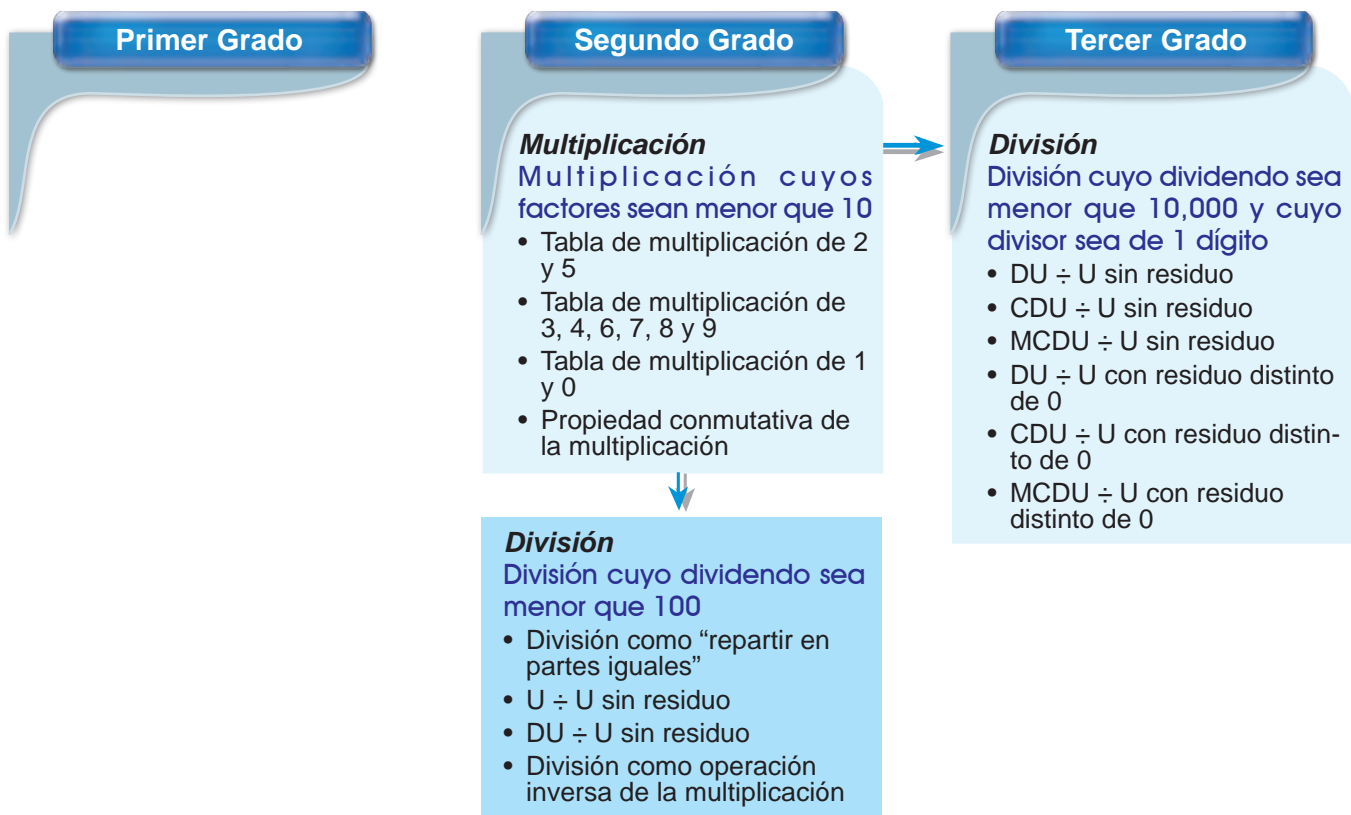 Primer Grado
Segundo Grado
Multiplicación
Multiplicación cuyos
factores sean menor que 10
• Tabla de multiplicación de 2
y 5
• Tabla de multiplicación de
3, 4, 6, 7, 8 y 9
• Tabla de multiplicación de 1
y 0
• Propiedad conmutativa de
la multiplicación
División
División cuyo dividendo sea
menor que 100
• División como “repartir en
partes iguales”
• U ÷ U sin residuo
• DU ÷ U sin residuo
• División como operación
inversa de la multiplicación
Tercer Grado
División
División cuyo dividendo sea
menor que 10,000 y cuyo
divisor sea de 1 dígito
• DU ÷ U sin residuo
• CDU ÷ U sin residuo
• MCDU ÷ U sin residuo
• DU ÷ U con residuo distinto
de 0
• CDU ÷ U con residuo distin-
to de 0
• MCDU ÷ U con residuo
distinto de 0